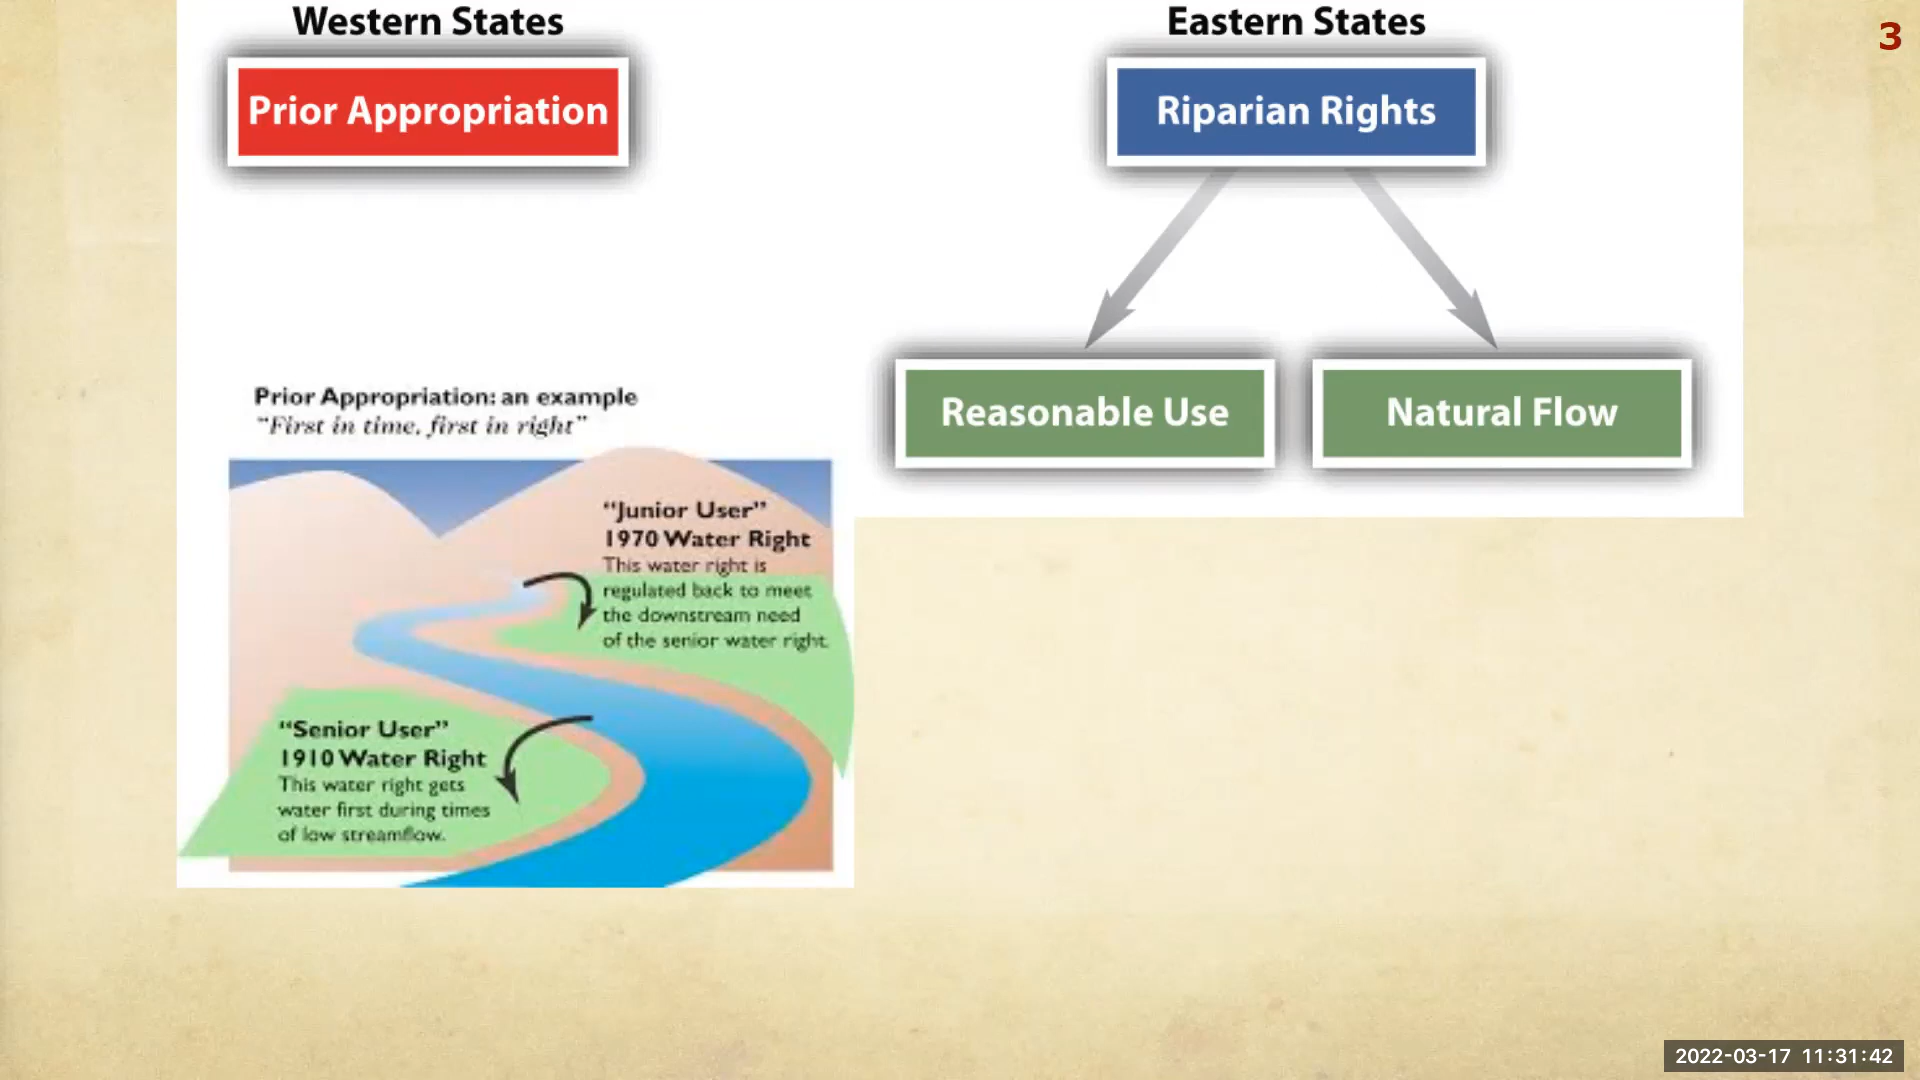 Western States
Prior Appropriation
Eastern States
Riparian Rights
Reasonable Use
Natural Flow
3
Prior Appropriation: an example
“First in time, first in right”
“Junior User”
1970 Water Right
This water right is
regulated back to meet
the downstream need
of the senior water right.
“Senior User”
1910 Water Right
This water right gets
water first during times
of low streamflow.
2022-03-17 11:31:42